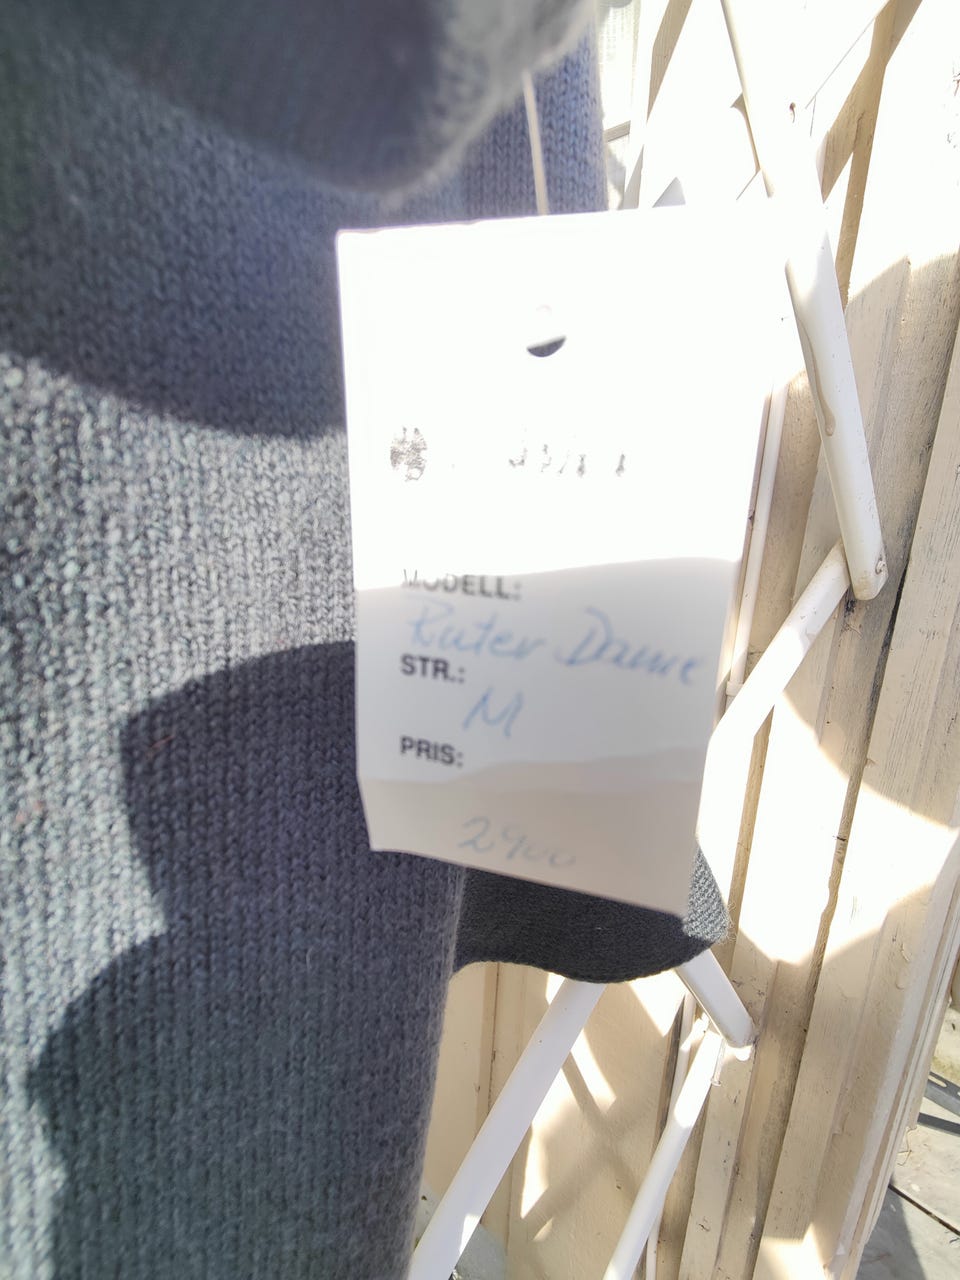 MODELL:
Ruter Dame
STR.:
M
PRIS:
2900